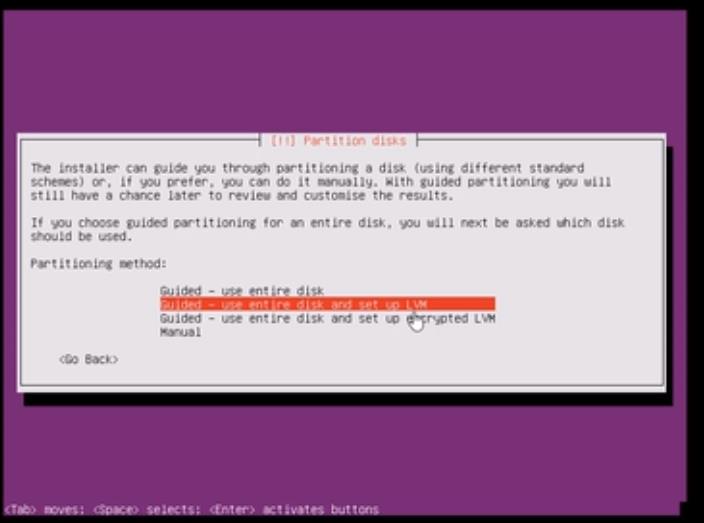 [!!] Partition disks
The installer can guide you through partitioning a disk (using different standard
schemes) or, if you prefer, you can do it manually. With guided partitioning you will
still have a chance later to review and customise the results.
If you choose guided partitioning for an entire disk, you will next be asked which disk
should be used.
Partitioning method:
Guided - use entire disk
Guided - use entire disk and set up LVM
Guided - use entire disk and set up encrypted LVM
Manual
<Go Back>
<Tab> moves; <Space> selects; <Enter> activates buttons